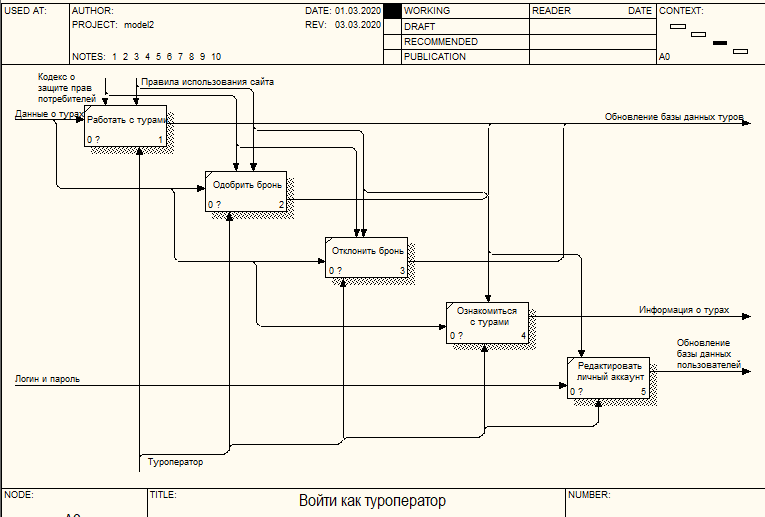 USED AT:
AUTHOR:
DATE: 01.03.2020
WORKING
READER
DATE
CONTEXT:
PROJECT: model2
REV: 03.03.2020
DRAFT
RECOMMENDED
NOTES: 1 2 3 4 5 6 7 8 9 10
PUBLICATION
A0
Кодекс о
защите прав
потребителей
Правила использования сайта
Данные о турах
Работать с турами
0 ?
1
Обновление базы данных туров
Одобрить бронь
0 ?
2
Отклонить бронь
0 ?
3
Ознакомиться
с турами
0 ?
4
Информация о турах
Обновление
базы данных
пользователей
Редактировать
личный аккаунт
0 ?
5
Логин и пароль
Туроператор
NODE:
TITLE:
Войти как туроператор
NUMBER: